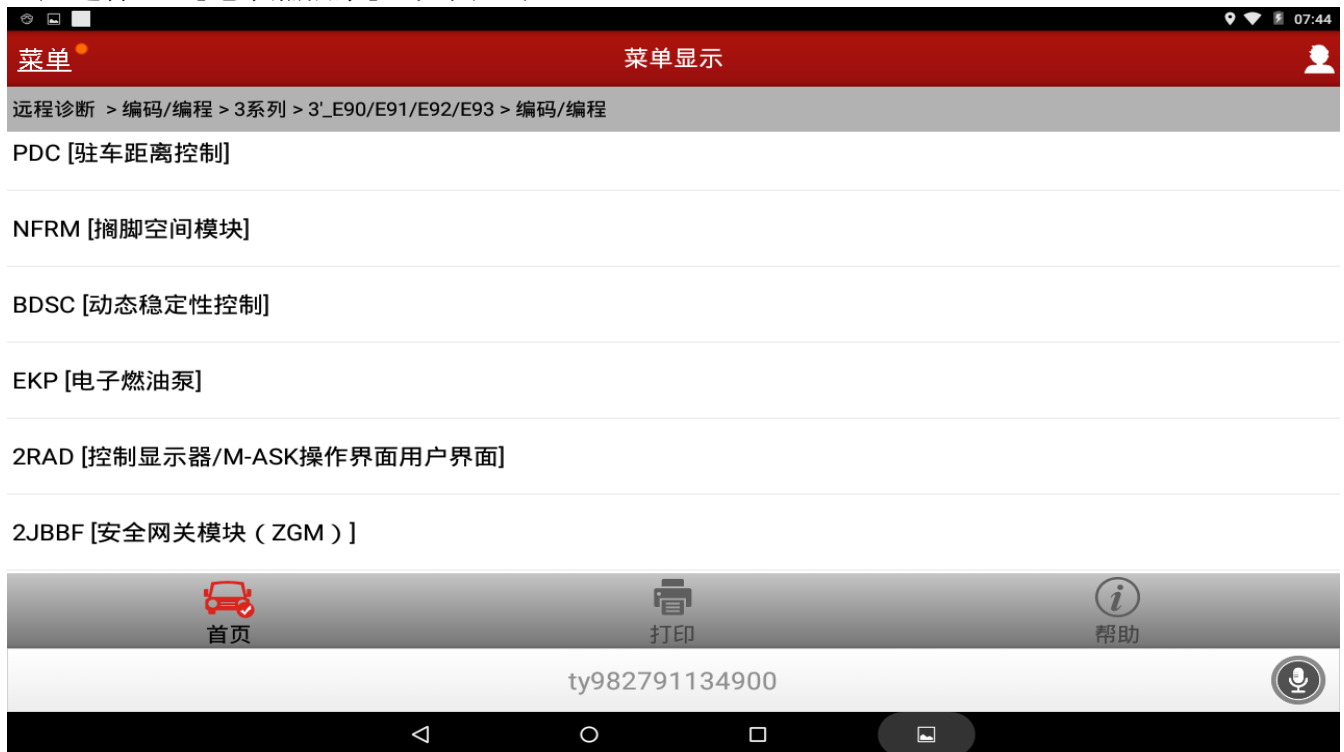 07:44
菜单
菜单显示
远程诊断 > 编码/编程 > 3系列 > 3'_E90/E91/E92/E93 > 编码/编程
PDC [驻车距离控制]
NFRM [搁脚空间模块]
BDSC [动态稳定性控制]
EKP [电子燃油泵]
2RAD [控制显示器/M-ASK操作界面用户界面]
2JBBF [安全网关模块（ZGM）]
首页
打印
帮助
ty982791134900